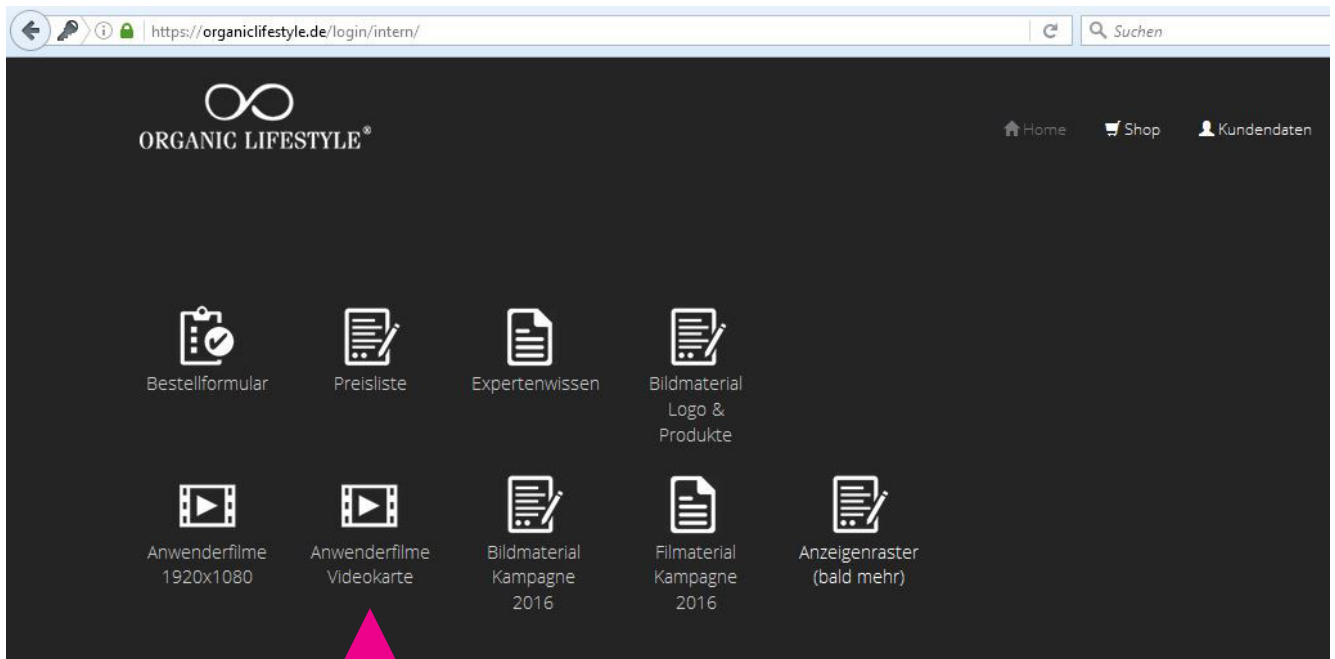 https://organiclifestyle.de/login/intern/
Suchen
ORGANIC LIFESTYLE®
Home Shop Kundendaten
Bestellformular Preisliste Expertenwissen Bildmaterial
Logo &
Produkte
Anwenderfilme Anwenderfilme Bildmaterial Filmaterial Anzeigenraster
1920x1080 Videokarte Kampagne Kampagne (bald mehr)
2016 2016